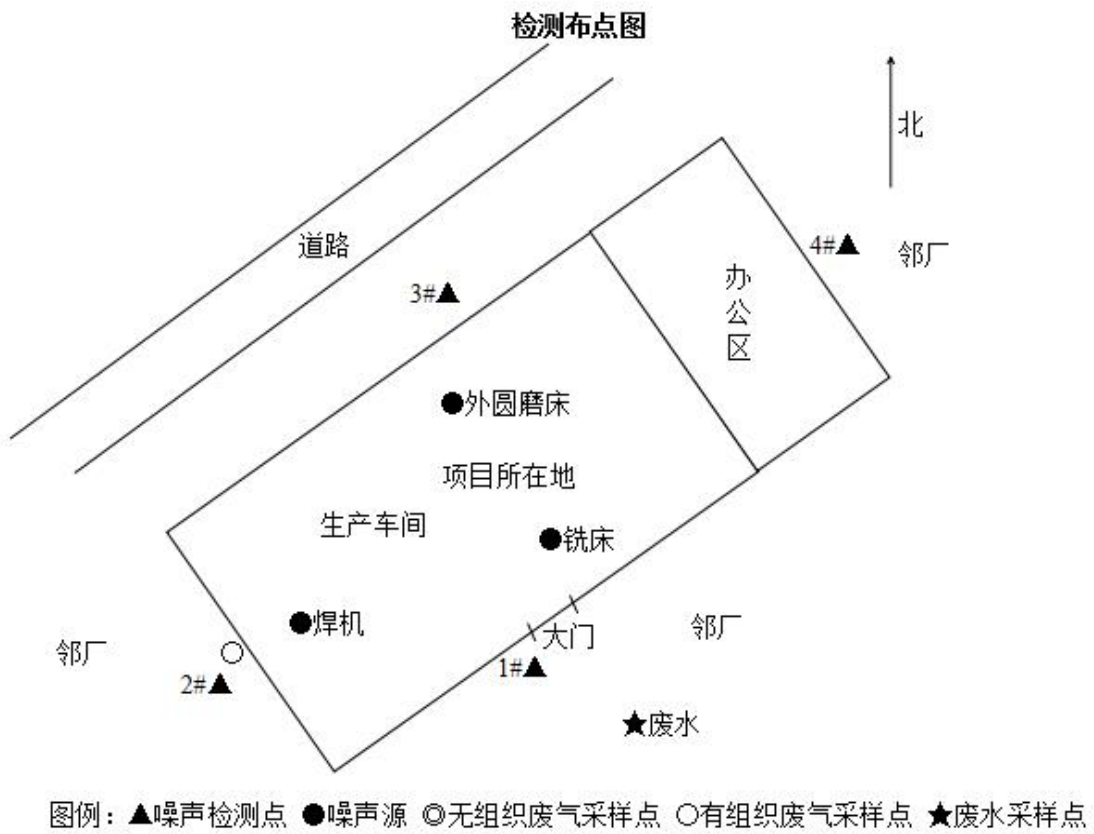 检测布点图
北
道路
4#▲
邻厂
3#▲
办公区
●外圆磨床
项目所在地
生产车间
●铣床
●焊机
大门
邻厂
邻厂
1#▲
2#▲
★废水
图例：▲噪声检测点 ●噪声源 ◎无组织废气采样点 ○有组织废气采样点 ★废水采样点